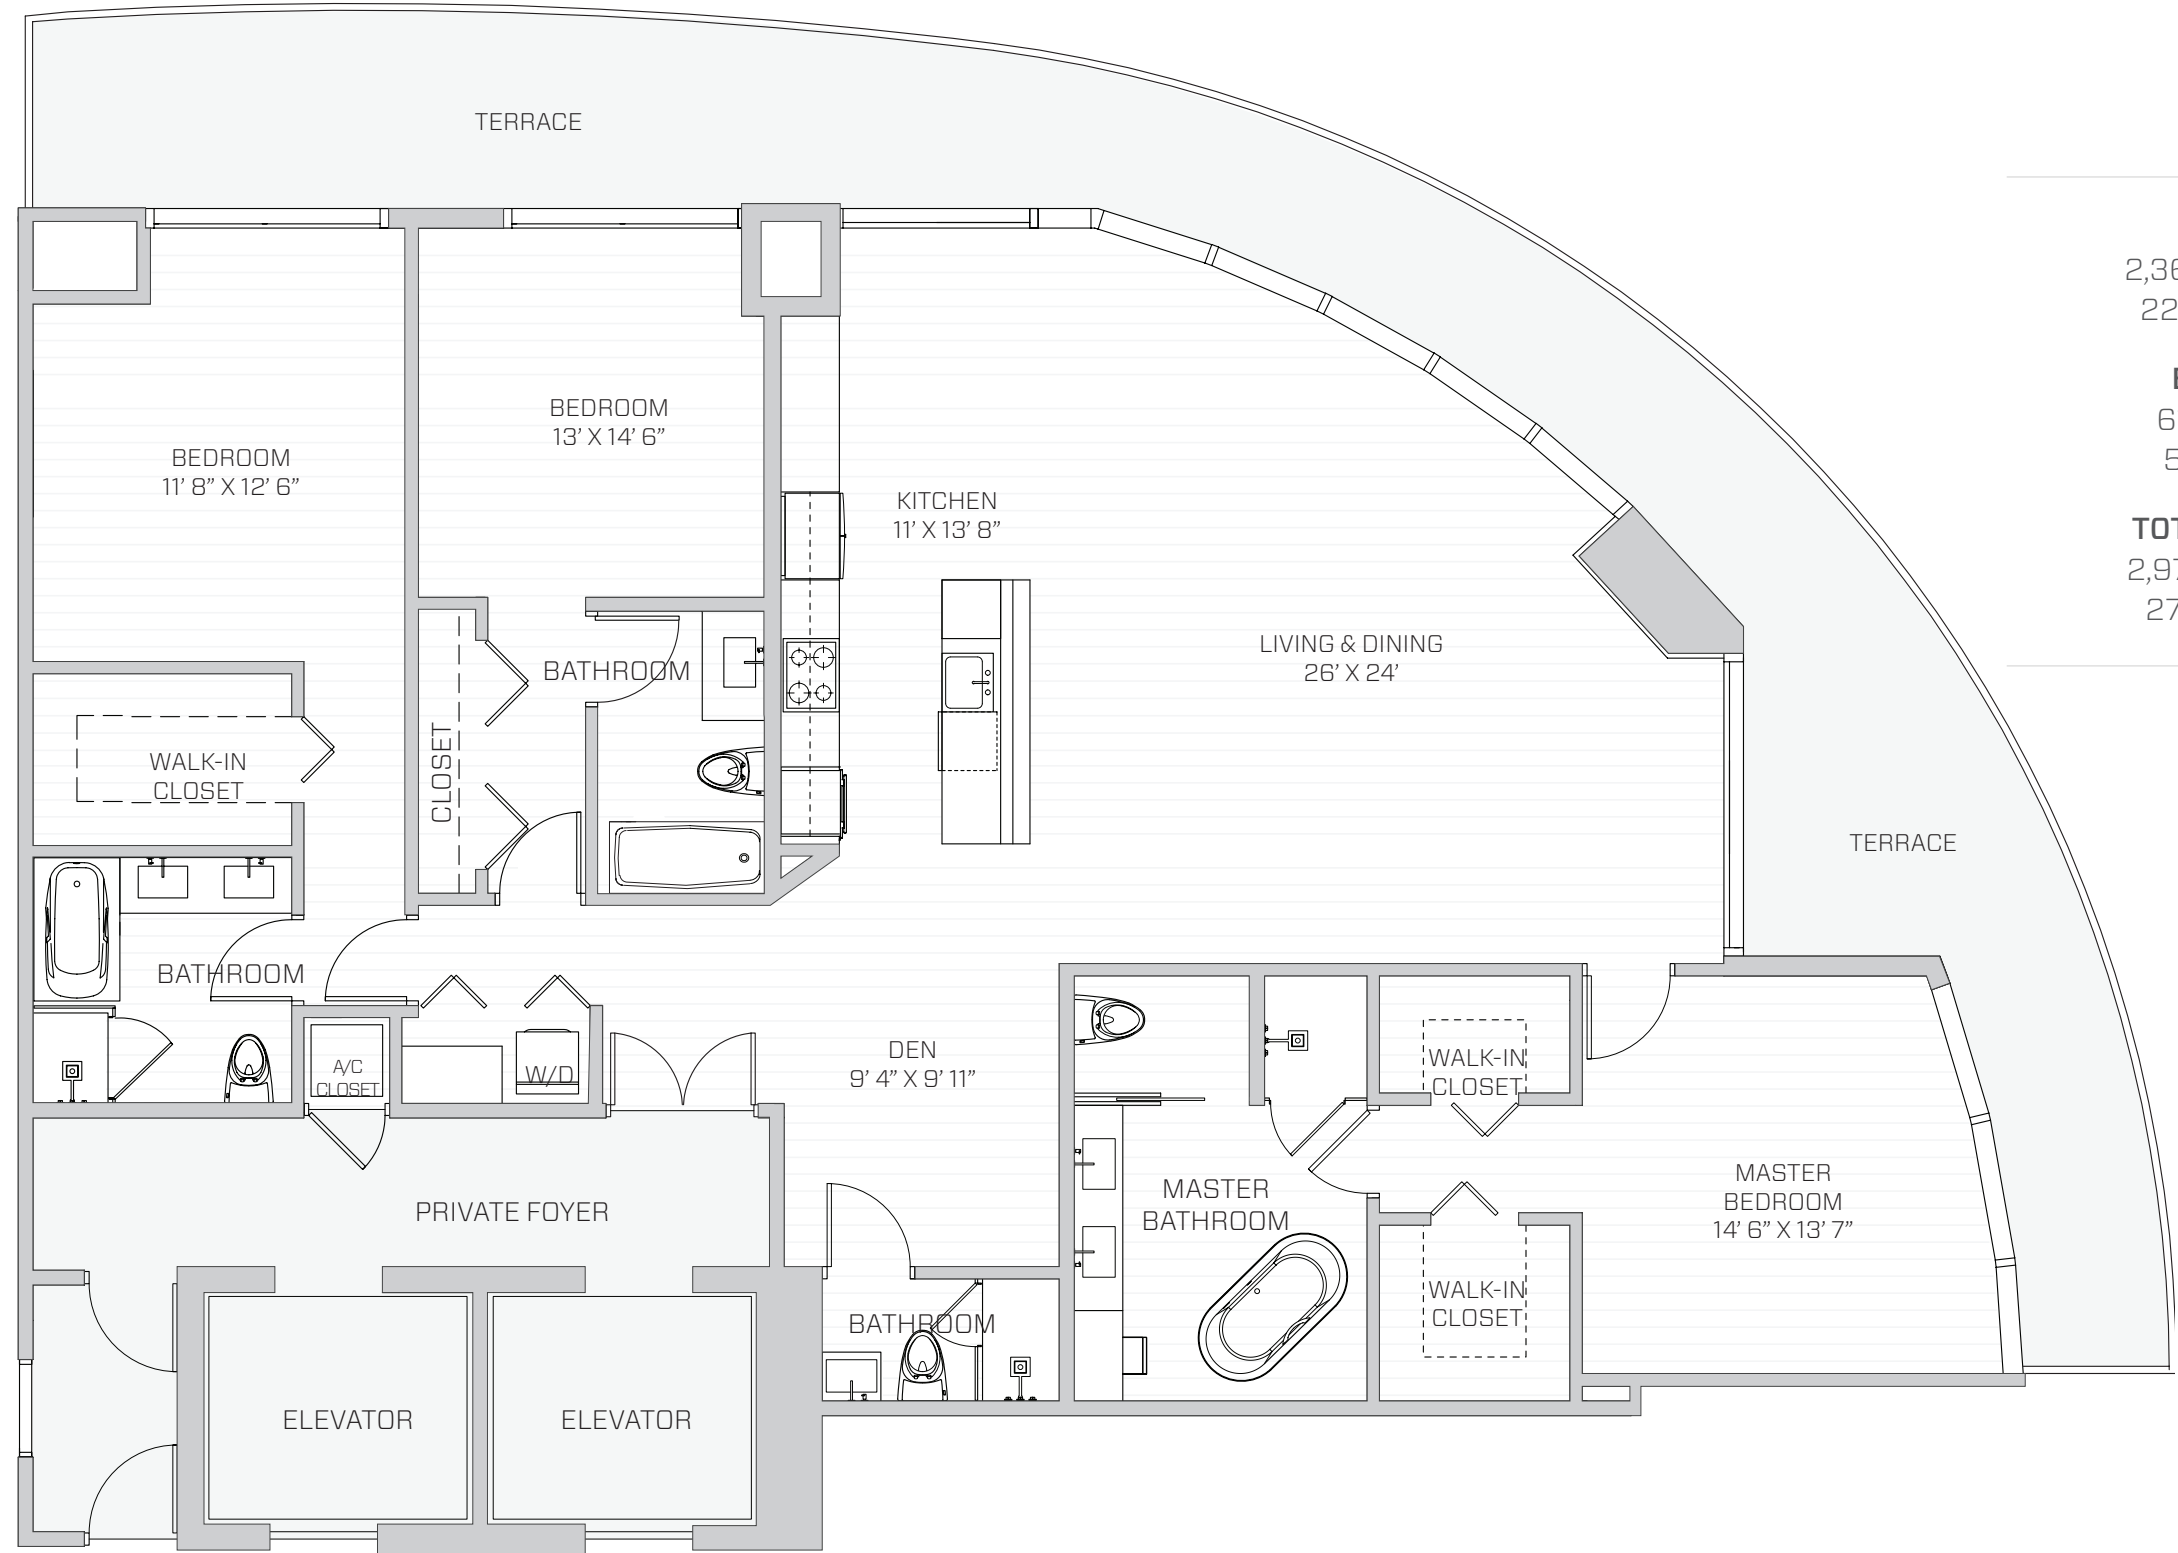 TERRACE
BEDROOM
13’ X 14’ 6”
BEDROOM
11’ 8” X 12’ 6”
KITCHEN
11’ X 13’ 8”
LIVING & DINING
26’ X 24’
BATHROOM
CLOSET
WALK-IN
CLOSET
TERRACE
BATHROOM
A/C
CLOSET
W/D
DEN
9’ 4” X 9’ 11”
WALK-IN
CLOSET
MASTER
BATHROOM
MASTER
BEDROOM
14’ 6” X 13’ 7”
PRIVATE FOYER
WALK-IN
CLOSET
BATHROOM
ELEVATOR
ELEVATOR